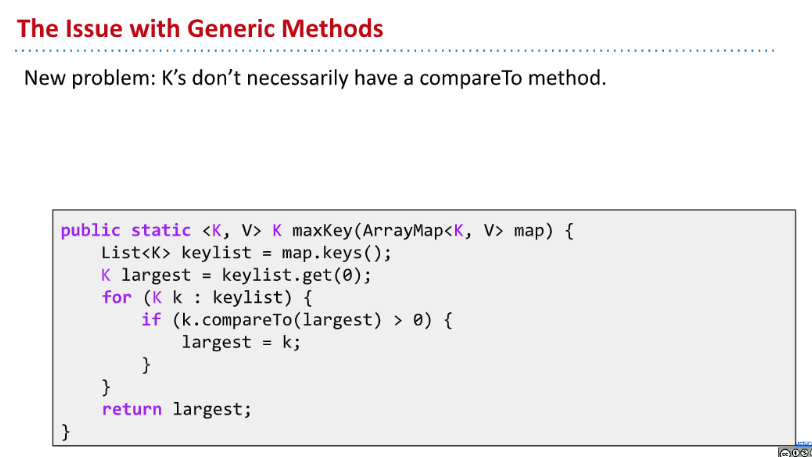 The Issue with Generic Methods
New problem: K’s don’t necessarily have a compareTo method.
public static <K, V> K maxKey(ArrayMap<K, V> map) {
    List<K> keylist = map.keys();
    K largest = keylist.get(0);
    for (K k : keylist) {
        if (k.compareTo(largest) > 0) {
            largest = k;
        }
    }
    return largest;
}